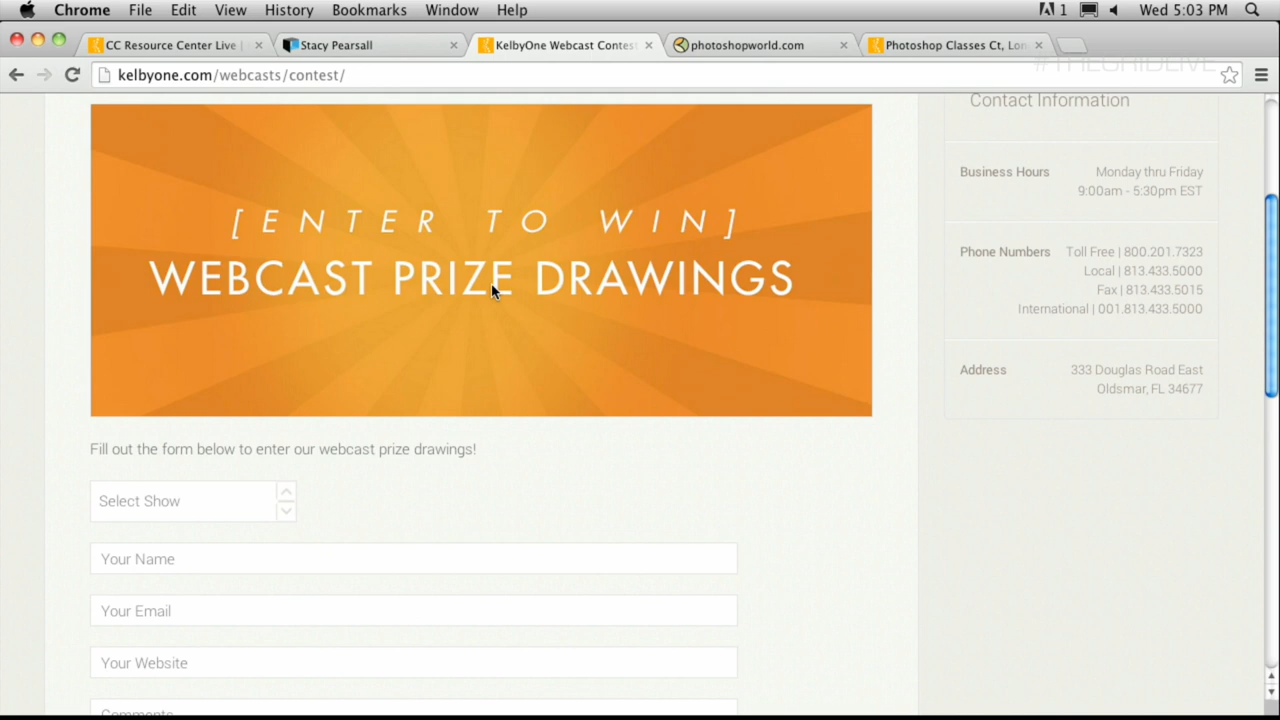 Chrome File Edit View History Bookmarks Window Help 1 Wed 5:03 PM
CC Resource Center Live | Stacy Pearsall KelbyOne Webcast Contest photoshopworld.com Photoshop Classes Ct, Lon
kelbyone.com/webcasts/contest/
#THEGRIDLIVE
Contact Information
[ENTER TO WIN]
WEBCAST PRIZE DRAWINGS
Business Hours Monday thru Friday
9:00am - 5:30pm EST
Phone Numbers Toll Free | 800.201.7323
Local | 813.433.5000
Fax | 813.433.5015
International | 001.813.433.5000
Address 333 Douglas Road East
Oldsmar, FL 34677
Fill out the form below to enter our webcast prize drawings!
Select Show
Your Name
Your Email
Your Website
Comments